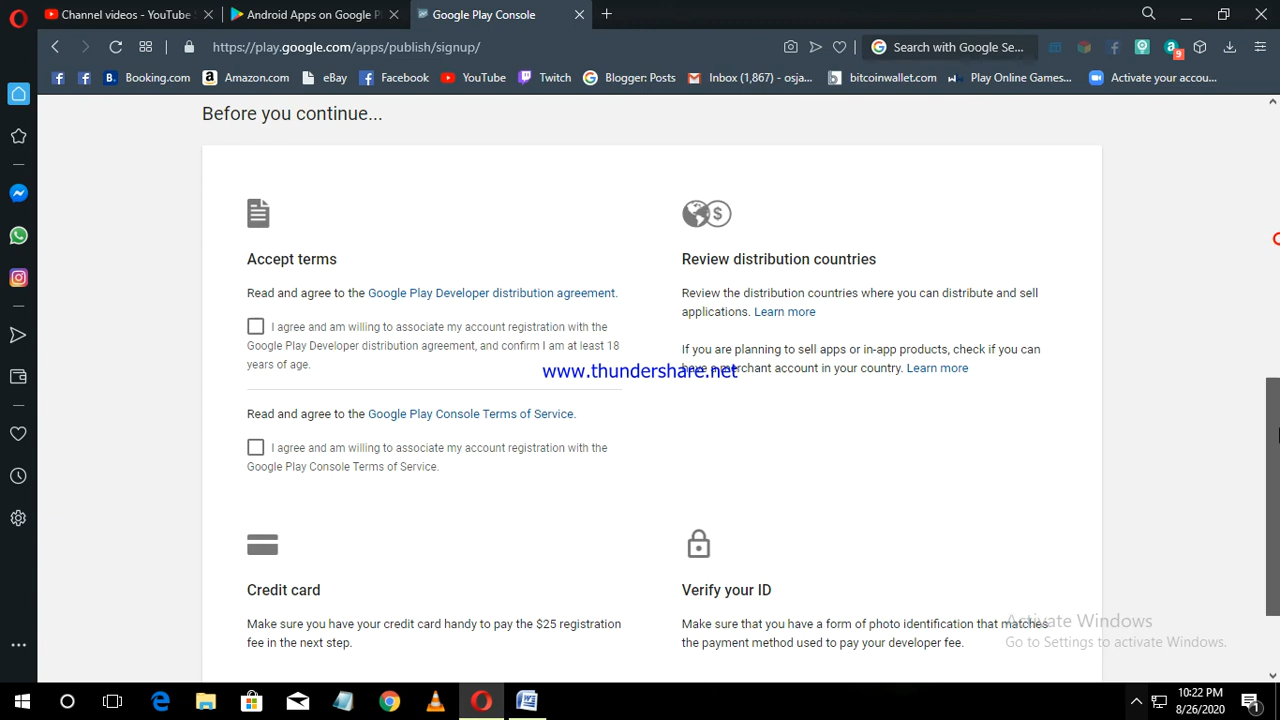 Channel videos - YouTube
Android Apps on Google P
Google Play Console
https://play.google.com/apps/publish/signup/
Search with Google Se...
9
Booking.com
Amazon.com
eBay
Facebook
YouTube
Twitch
Blogger: Posts
Inbox (1,867) - osja...
bitcoinwallet.com
Play Online Games...
Activate your accou...
Before you continue...
Accept terms
Read and agree to the Google Play Developer distribution agreement.
I agree and am willing to associate my account registration with the
Google Play Developer distribution agreement, and confirm I am at least 18
years of age.
Read and agree to the Google Play Console Terms of Service.
I agree and am willing to associate my account registration with the
Google Play Console Terms of Service.
Review distribution countries
Review the distribution countries where you can distribute and sell
applications. Learn more
If you are planning to sell apps or in-app products, check if you can
have a merchant account in your country. Learn more
www.thundershare.net
Credit card
Make sure you have your credit card handy to pay the $25 registration
fee in the next step.
Verify your ID
Make sure that you have a form of photo identification that matches
the payment method used to pay your developer fee.
Activate Windows
Go to Settings to activate Windows.
10:22 PM
8/26/2020
1